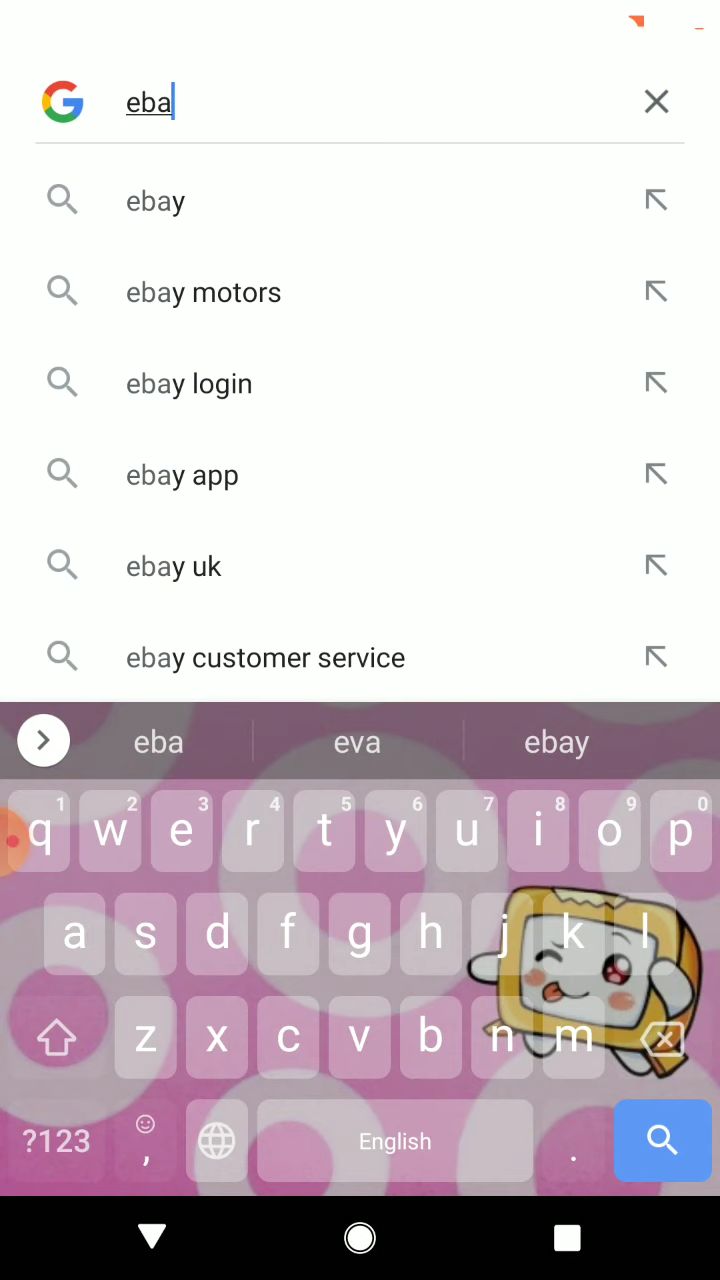 eba
ebay
ebay motors
ebay login
ebay app
ebay uk
ebay customer service
eba eva ebay
1 2 3 4 5 6 7 8 9 0
q w e r t y u i o p
a s d f g h j k l
z x c v b n m
?123 , English .